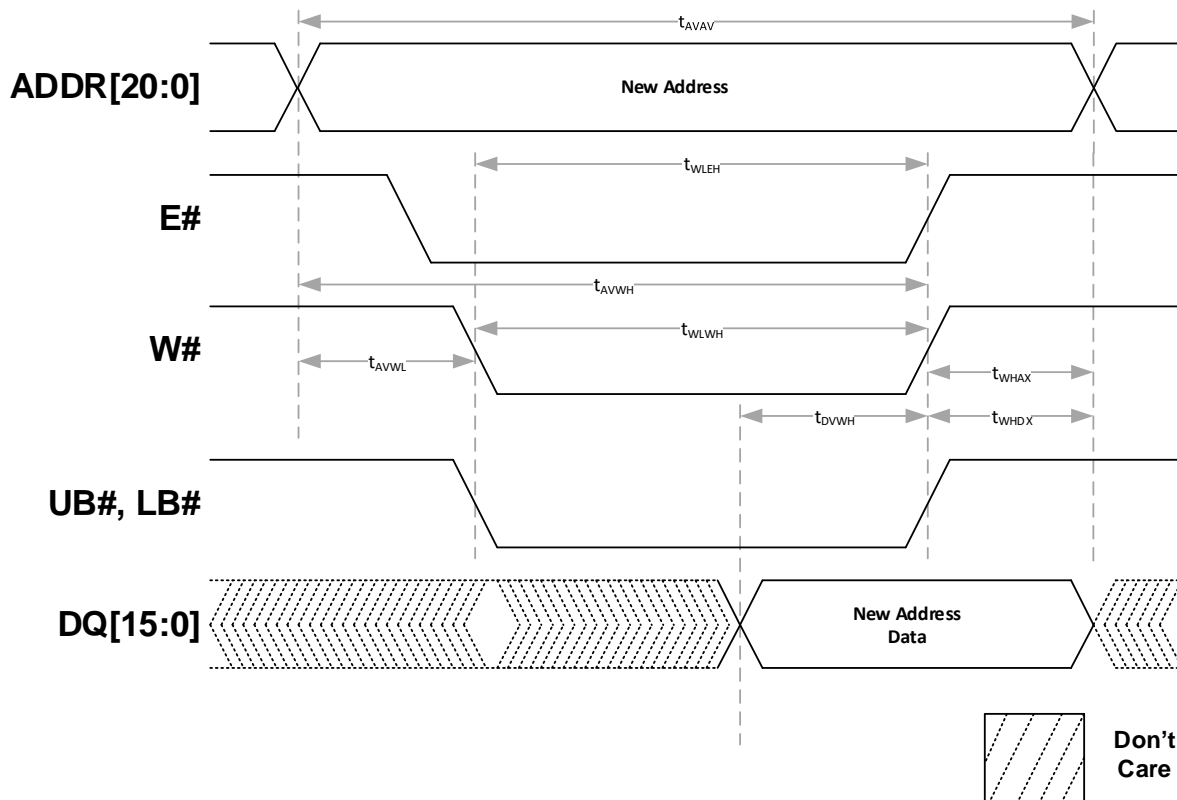 tAVAV
ADDR[20:0]
New Address
tWLEH
E#
tAVWH
W#
tWLWH
tAVWL
tWHAX
tDVWH
tWHDX
UB#, LB#
DQ[15:0]
New Address
Data
Don't
Care